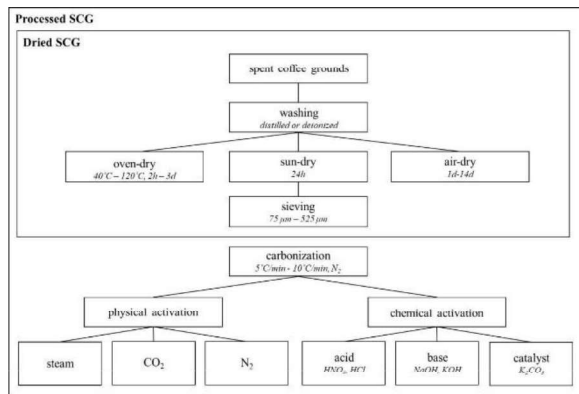 Processed SCG
Dried SCG
spent coffee grounds
washing
distilled or desonized
oven-dry
40°C – 120°C, 2h – 3d
sun-dry
24h
air-dry
1d-14d
sieving
75 μm – 525 μm
carbonization
5°C/min - 10°C/min, N₂
physical activation
chemical activation
steam
CO₂
N₂
acid
HNO₃, HCl
base
NaOH, KOH
catalyst
K₂CO₃